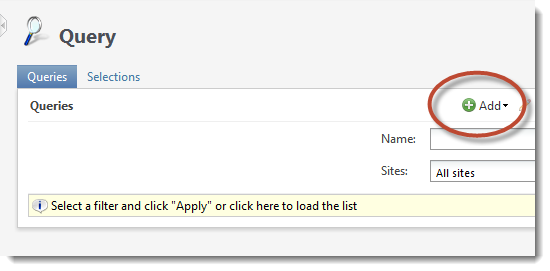 Query
Queries Selections
Queries Add
Name:
Sites: All sites
Select a filter and click "Apply" or click here to load the list